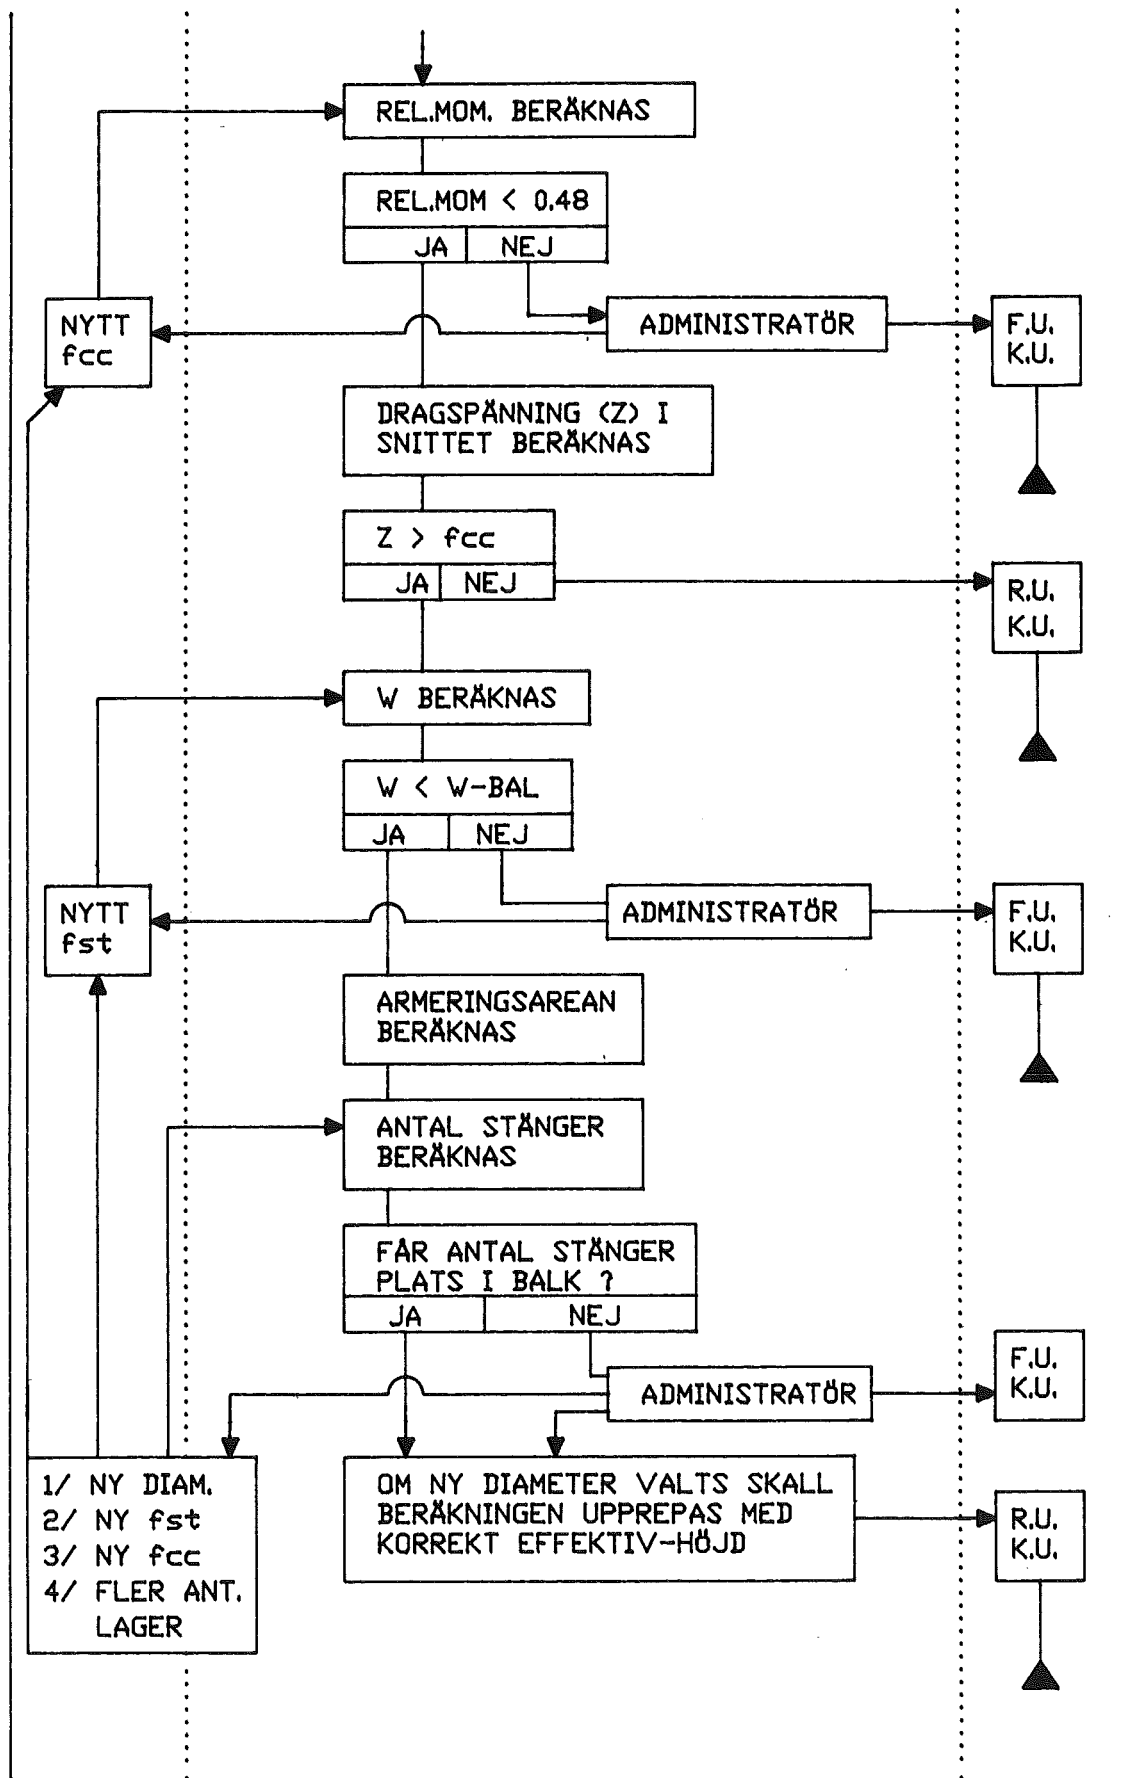 REL.MOM. BERÄKNAS
REL.MOM < 0.48
JA NEJ
NYTT
fcc
ADMINISTRATÖR
F.U.
K.U.
DRAGSPÄNNING (Z) I
SNITTET BERÄKNAS
Z > fcc
JA NEJ
R.U.
K.U.
W BERÄKNAS
W < W-BAL
JA NEJ
NYTT
fst
ADMINISTRATÖR
F.U.
K.U.
ARMERINGSAREAN
BERÄKNAS
ANTAL STÄNGER
BERÄKNAS
FÅR ANTAL STÄNGER
PLATS I BALK ?
JA NEJ
ADMINISTRATÖR
F.U.
K.U.
1/ NY DIAM.
2/ NY fst
3/ NY fcc
4/ FLER ANT.
LAGER
OM NY DIAMETER VALTS SKALL
BERÄKNINGEN UPPREPAS MED
KORREKT EFFEKTIV-HÖJD
R.U.
K.U.